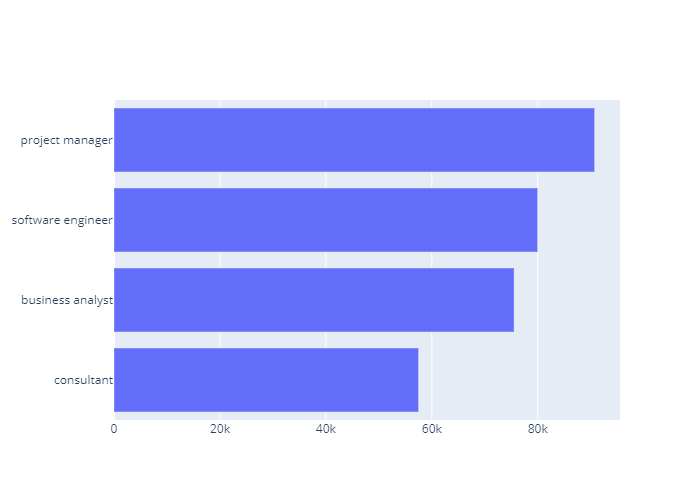 project manager
software engineer
business analyst
consultant
0 20k 40k 60k 80k